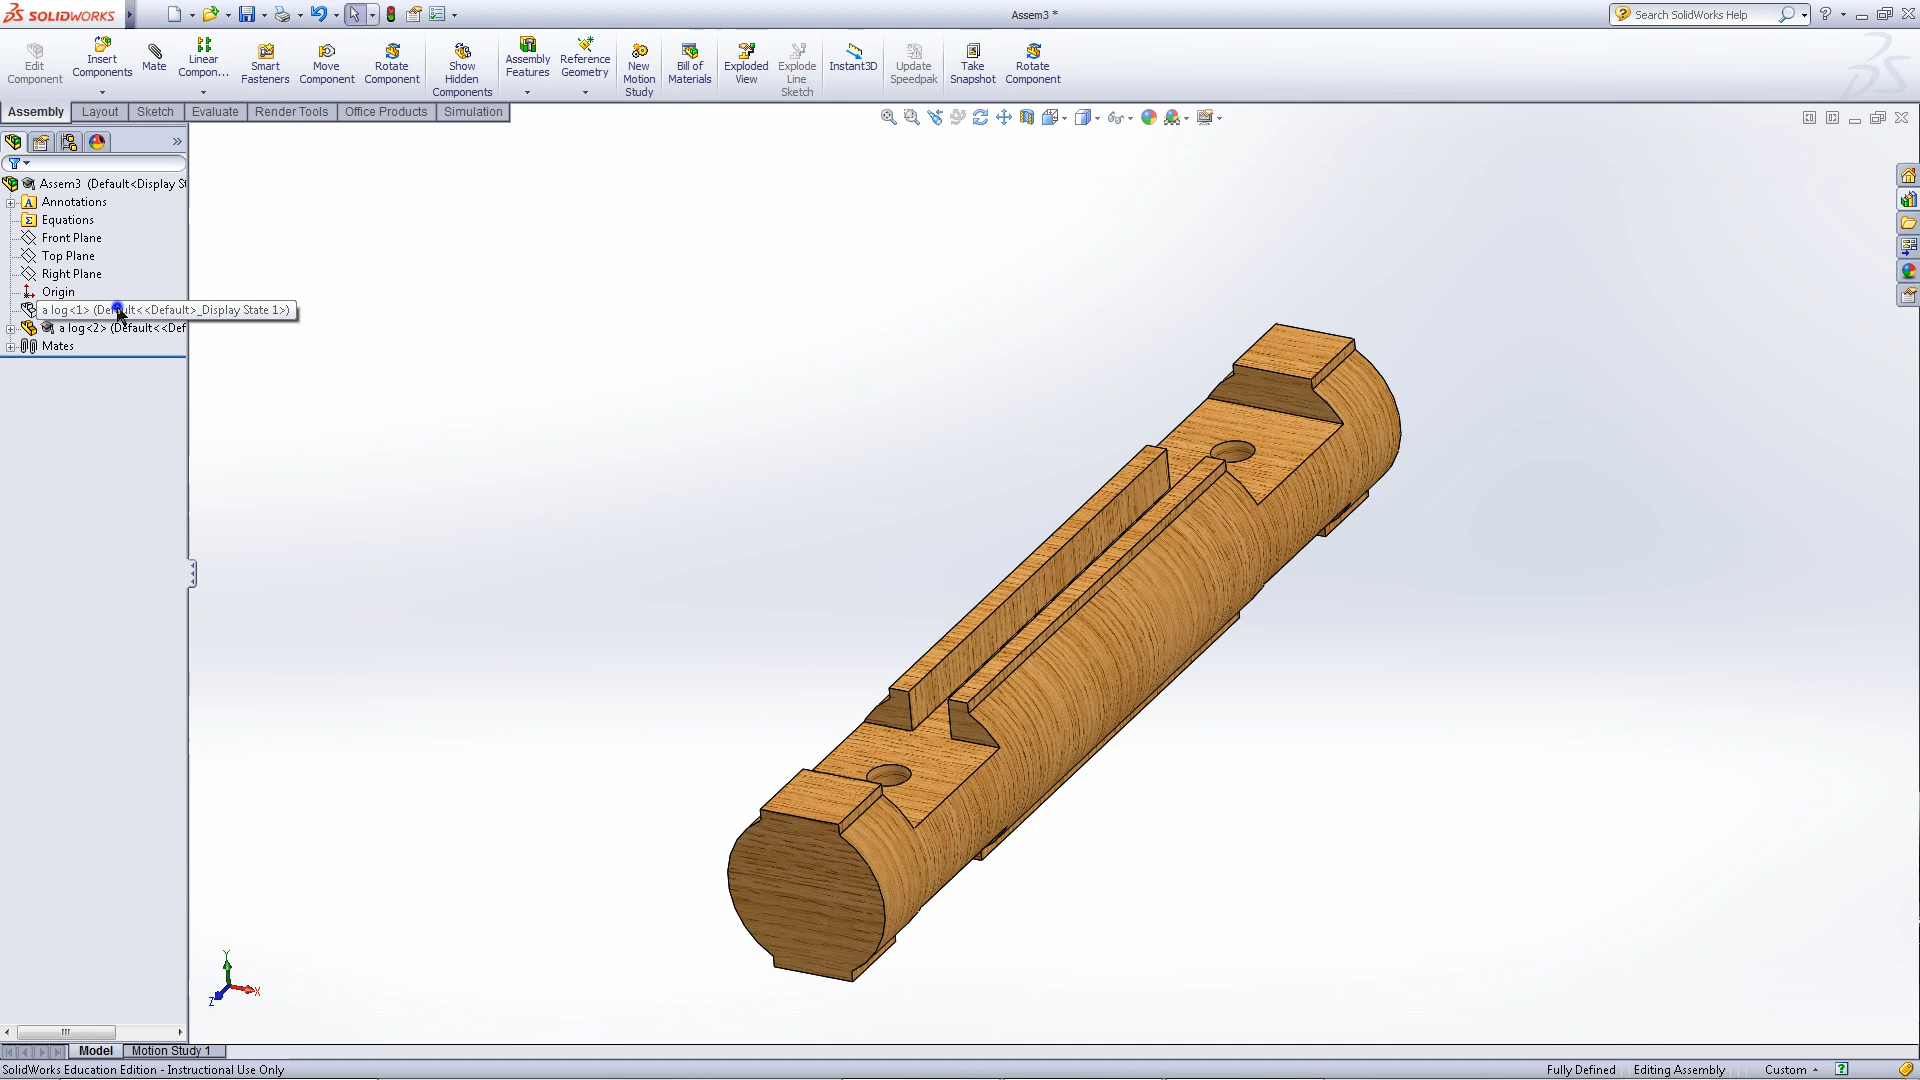 SOLIDWORKS
Assem3 *
Search SolidWorks Help
Edit Component
Insert Components
Mate
Linear Compon...
Smart Fasteners
Move Component
Rotate Component
Show Hidden Components
Assembly Features
Reference Geometry
New Motion Study
Bill of Materials
Exploded View
Explode Line Sketch
Instant3D
Update Speedpak
Take Snapshot
Rotate Component
Assembly
Layout
Sketch
Evaluate
Render Tools
Office Products
Simulation
Assem3 (Default<Display St
Annotations
Equations
Front Plane
Top Plane
Right Plane
Origin
a log<1> (Default<<Default>_Display State 1>)
a log<2> (Default<<Def
Mates
Y
X
Z
Model
Motion Study 1
SolidWorks Education Edition - Instructional Use Only
Fully Defined
Editing Assembly
Custom